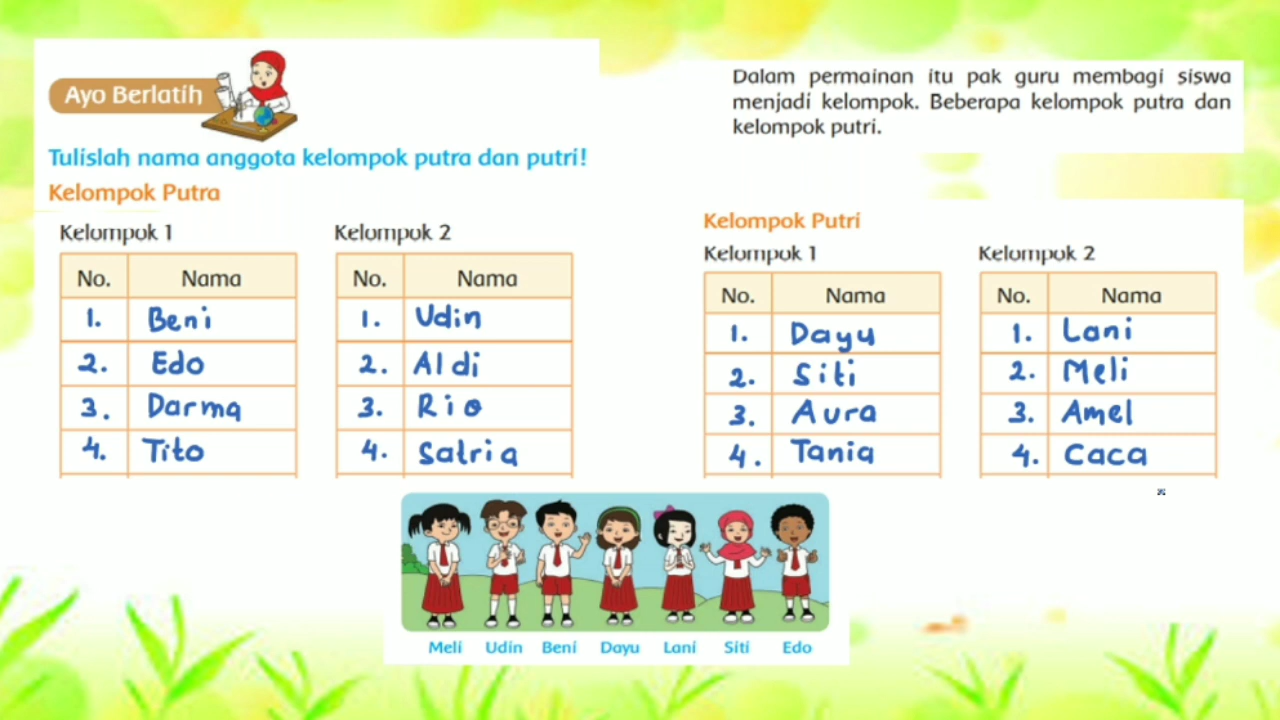 Ayo Berlatih
Tulislah nama anggota kelompok putra dan putri!
Kelompok Putra
Kelompok 1
No. Nama
1. Beni
2. Edo
3. Darma
4. Tito
Kelompok 2
No. Nama
1. Udin
2. Aldi
3. Rio
4. Satria
Dalam permainan itu pak guru membagi siswa
menjadi kelompok. Beberapa kelompok putra dan
kelompok putri.
Kelompok Putri
Kelompok 1
No. Nama
1. Dayu
2. Siti
3. Aura
4. Tania
Kelompok 2
No. Nama
1. Lani
2. Meli
3. Amel
4. Caca
Meli Udin Beni Dayu Lani Siti Edo